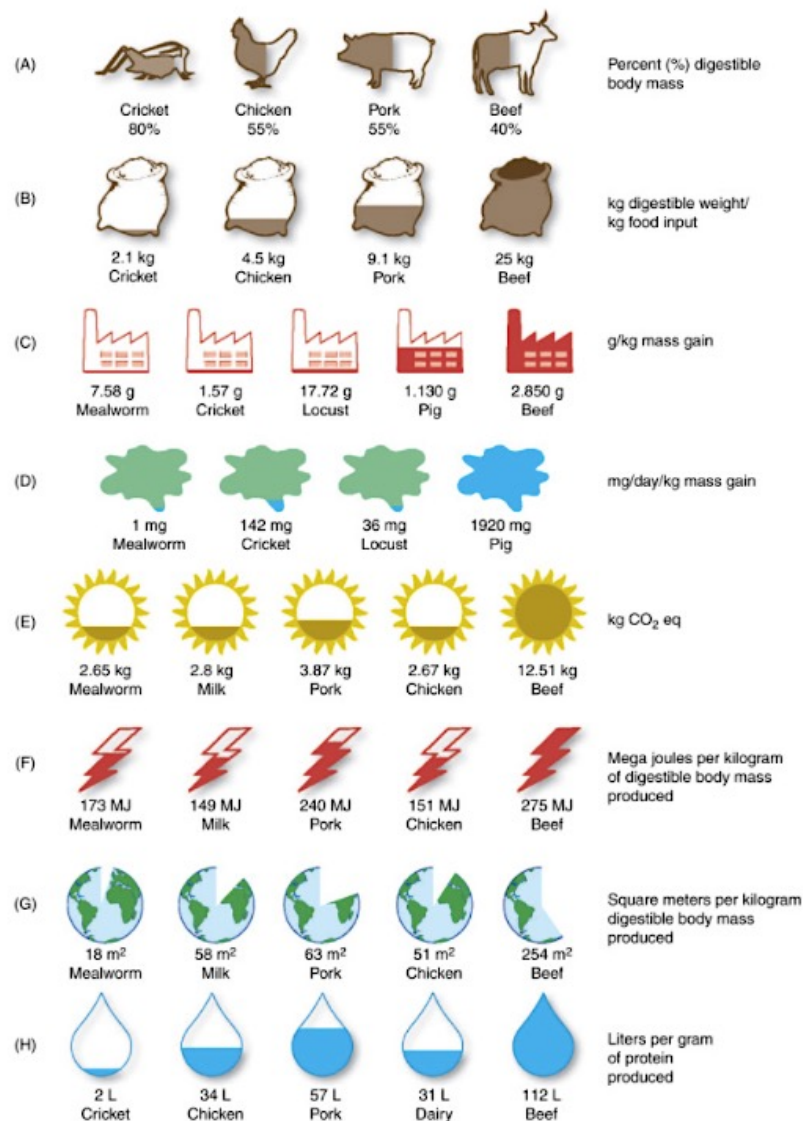 (A)
Cricket Chicken Pork Beef
80% 55% 55% 40%
Percent (%) digestible
body mass
(B)
2.1 kg 4.5 kg 9.1 kg 25 kg
Cricket Chicken Pork Beef
kg digestible weight/
kg food input
(C)
7.58 g 1.57 g 17.72 g 1.130 g 2.850 g
Mealworm Cricket Locust Pig Beef
g/kg mass gain
(D)
1 mg 142 mg 36 mg 1920 mg
Mealworm Cricket Locust Pig
mg/day/kg mass gain
(E)
2.65 kg 2.8 kg 3.87 kg 2.67 kg 12.51 kg
Mealworm Milk Pork Chicken Beef
kg CO₂ eq
(F)
173 MJ 149 MJ 240 MJ 151 MJ 275 MJ
Mealworm Milk Pork Chicken Beef
Mega joules per kilogram
of digestible body mass
produced
(G)
18 m² 58 m² 63 m² 51 m² 254 m²
Mealworm Milk Pork Chicken Beef
Square meters per kilogram
digestible body mass
produced
(H)
2 L 34 L 57 L 31 L 112 L
Cricket Chicken Pork Dairy Beef
Liters per gram
of protein
produced